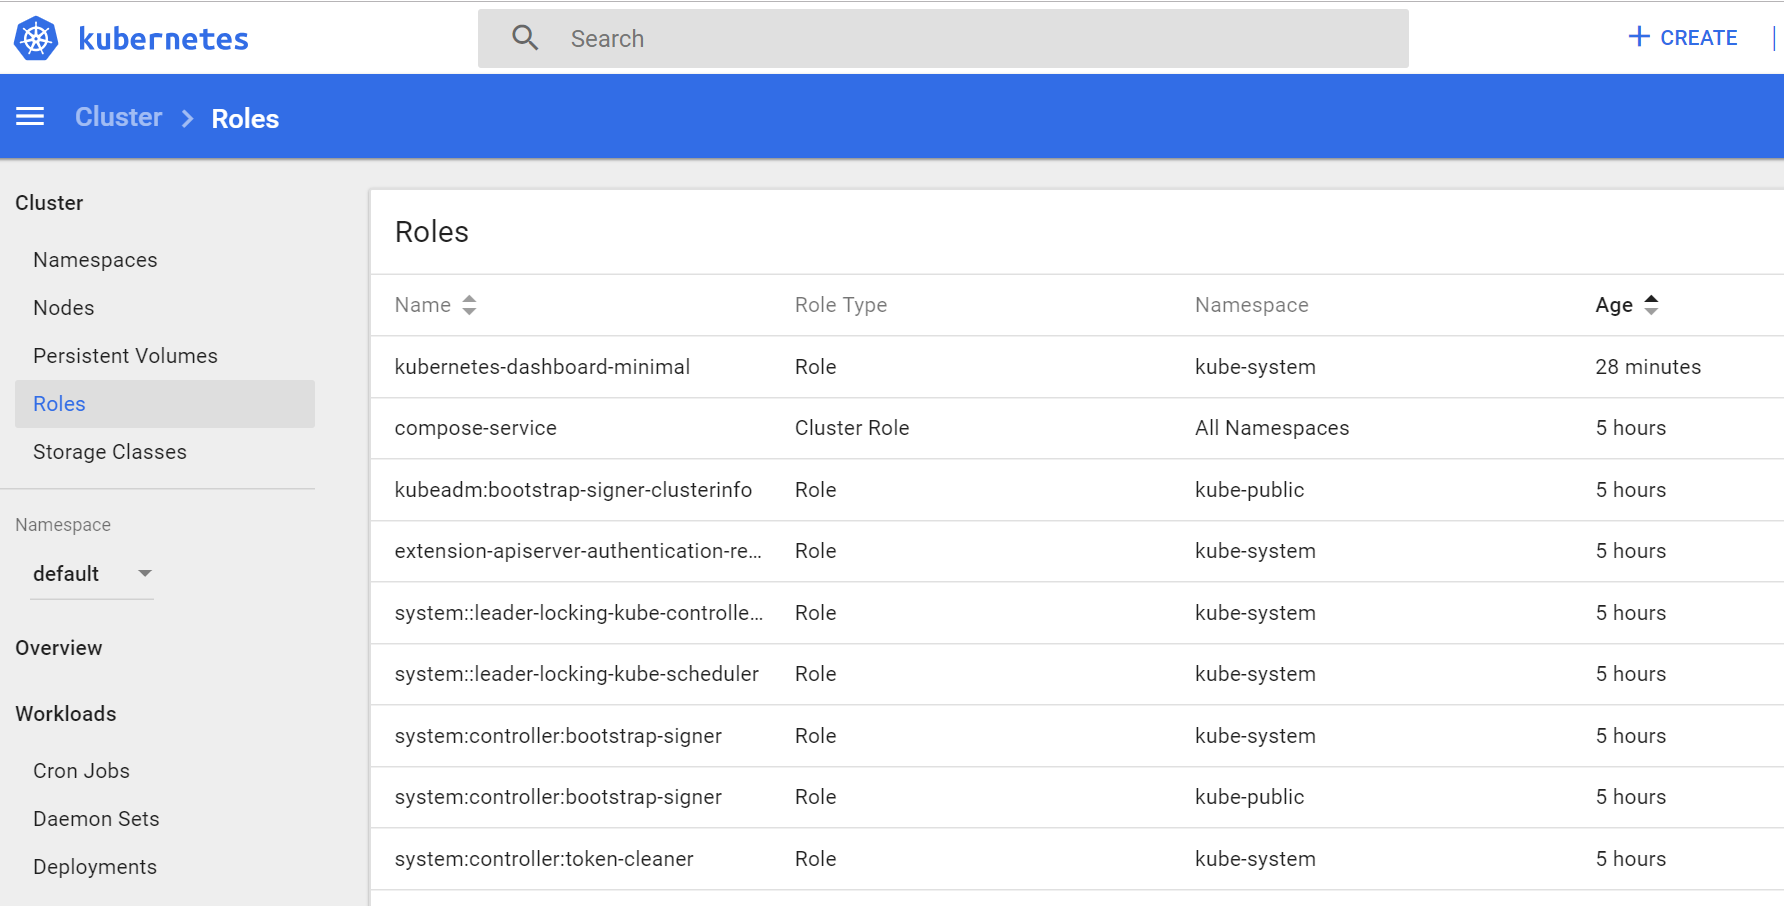 kubernetes
Search
+ CREATE
Cluster > Roles
Cluster
Namespaces
Nodes
Persistent Volumes
Roles
Storage Classes
Namespace
default
Overview
Workloads
Cron Jobs
Daemon Sets
Deployments
Roles
Name Role Type Namespace Age
kubernetes-dashboard-minimal Role kube-system 28 minutes
compose-service Cluster Role All Namespaces 5 hours
kubeadm:bootstrap-signer-clusterinfo Role kube-public 5 hours
extension-apiserver-authentication-re... Role kube-system 5 hours
system::leader-locking-kube-controlle... Role kube-system 5 hours
system::leader-locking-kube-scheduler Role kube-system 5 hours
system:controller:bootstrap-signer Role kube-system 5 hours
system:controller:bootstrap-signer Role kube-public 5 hours
system:controller:token-cleaner Role kube-system 5 hours